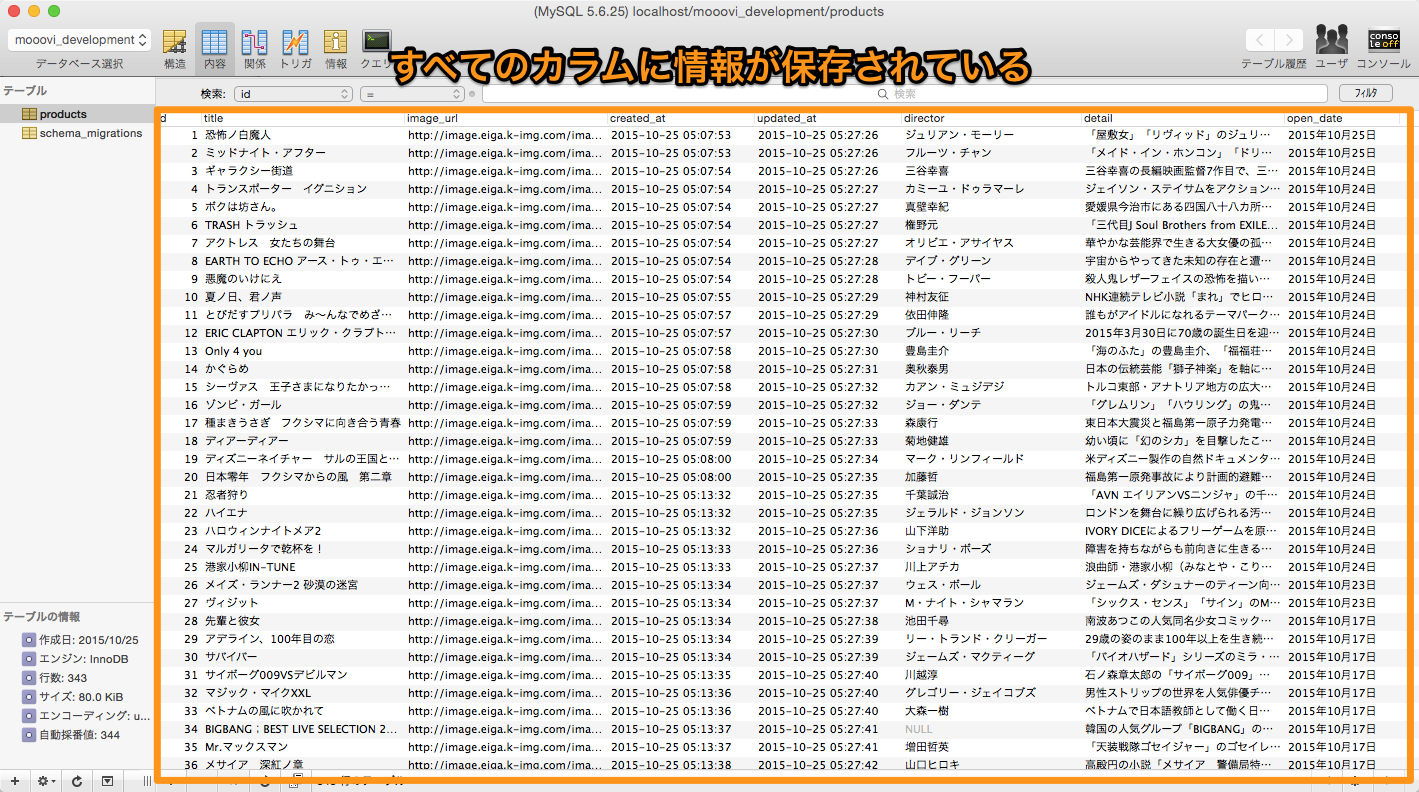 (MySQL 5.6.25) localhost/mooovi_development/products
mooovi_development
データベース選択 構造 内容 関係 トリガ 情報 クエリ
conso
le off
テーブル履歴 ユーザ コンソール
すべてのカラムに情報が保存されている
テーブル
検索: id = 検索 フィルタ
products
schema_migrations
id title image_url created_at updated_at director detail open_date
1 恐怖ノ白魔人 http://image.eiga.k-img.com/ima... 2015-10-25 05:07:53 2015-10-25 05:27:26 ジュリアン・モーリー 「屋敷女」「リヴィッド」のジュリ… 2015年10月25日
2 ミッドナイト・アフター http://image.eiga.k-img.com/ima... 2015-10-25 05:07:53 2015-10-25 05:27:26 フルーツ・チャン 「メイド・イン・ホンコン」「ドリ… 2015年10月25日
3 ギャラクシー街道 http://image.eiga.k-img.com/ima... 2015-10-25 05:07:54 2015-10-25 05:27:26 三谷幸喜 三谷幸喜の長編映画監督7作目で、三… 2015年10月24日
4 トランスポーター　イグニション http://image.eiga.k-img.com/ima... 2015-10-25 05:07:54 2015-10-25 05:27:27 カミーユ・ドゥラマーレ ジェイソン・ステイサムをアクション… 2015年10月24日
5 ボクは坊さん。 http://image.eiga.k-img.com/ima... 2015-10-25 05:07:54 2015-10-25 05:27:27 真壁幸紀 愛媛県今治市にある四国八十八カ所… 2015年10月24日
6 TRASH トラッシュ http://image.eiga.k-img.com/ima... 2015-10-25 05:07:54 2015-10-25 05:27:27 権野元 「三代目J Soul Brothers from EXILE… 2015年10月24日
7 アクトレス　女たちの舞台 http://image.eiga.k-img.com/ima... 2015-10-25 05:07:54 2015-10-25 05:27:27 オリビエ・アサイヤス 華やかな芸能界で生きる大女優の孤… 2015年10月24日
8 EARTH TO ECHO アース・トゥ・エ… http://image.eiga.k-img.com/ima... 2015-10-25 05:07:54 2015-10-25 05:27:28 デイブ・グリーン 宇宙からやってきた未知の存在と遭… 2015年10月24日
9 悪魔のいけにえ http://image.eiga.k-img.com/ima... 2015-10-25 05:07:54 2015-10-25 05:27:28 トビー・フーパー 殺人鬼レザーフェイスの恐怖を描い… 2015年10月24日
10 夏ノ日、君ノ声 http://image.eiga.k-img.com/ima... 2015-10-25 05:07:55 2015-10-25 05:27:29 神村友征 NHK連続テレビ小説「まれ」でヒロ… 2015年10月24日
11 とびだすプリパラ　み～んなでめざ… http://image.eiga.k-img.com/ima... 2015-10-25 05:07:57 2015-10-25 05:27:29 依田伸隆 誰もがアイドルになれるテーマパーク… 2015年10月24日
12 ERIC CLAPTON エリック・クラプト… http://image.eiga.k-img.com/ima... 2015-10-25 05:07:57 2015-10-25 05:27:30 ブルー・リーチ 2015年3月30日に70歳の誕生日を迎… 2015年10月24日
13 Only 4 you http://image.eiga.k-img.com/ima... 2015-10-25 05:07:58 2015-10-25 05:27:30 豊島圭介 「海のふた」の豊島圭介、「福福荘… 2015年10月24日
14 かぐらめ http://image.eiga.k-img.com/ima... 2015-10-25 05:07:58 2015-10-25 05:27:31 奥秋泰男 日本の伝統芸能「獅子神楽」を軸に… 2015年10月24日
15 シーヴァス　王子さまになりたかっ… http://image.eiga.k-img.com/ima... 2015-10-25 05:07:58 2015-10-25 05:27:32 カアン・ミュジデジ トルコ東部・アナトリア地方の広大… 2015年10月24日
16 ゾンビ・ガール http://image.eiga.k-img.com/ima... 2015-10-25 05:07:59 2015-10-25 05:27:32 ジョー・ダンテ 「グレムリン」「ハウリング」の鬼… 2015年10月24日
17 種まきうさぎ　フクシマに向き合う青春 http://image.eiga.k-img.com/ima... 2015-10-25 05:07:59 2015-10-25 05:27:33 森康行 東日本大震災と福島第一原子力発電… 2015年10月24日
18 ディアーディアー http://image.eiga.k-img.com/ima... 2015-10-25 05:07:59 2015-10-25 05:27:33 菊地健雄 幼い頃に「幻のシカ」を目撃したこ… 2015年10月24日
19 ディズニーネイチャー　サルの王国と… http://image.eiga.k-img.com/ima... 2015-10-25 05:08:00 2015-10-25 05:27:34 マーク・リンフィールド 米ディズニー製作の自然ドキュメンタ… 2015年10月24日
20 日本零年　フクシマからの風　第二章 http://image.eiga.k-img.com/ima... 2015-10-25 05:08:00 2015-10-25 05:27:35 加藤哲 福島第一原発事故により計画的避難… 2015年10月24日
21 忍者狩り http://image.eiga.k-img.com/ima... 2015-10-25 05:13:32 2015-10-25 05:27:35 千葉誠治 「AVN エイリアンVSニンジャ」の千… 2015年10月24日
22 ハイエナ http://image.eiga.k-img.com/ima... 2015-10-25 05:13:32 2015-10-25 05:27:35 ジェラルド・ジョンソン ロンドンを舞台に繰り広げられる汚… 2015年10月24日
23 ハロウィンナイトメア2 http://image.eiga.k-img.com/ima... 2015-10-25 05:13:32 2015-10-25 05:27:36 山下洋助 IVORY DICEによるフリーゲームを原… 2015年10月24日
24 マルガリータで乾杯を！ http://image.eiga.k-img.com/ima... 2015-10-25 05:13:33 2015-10-25 05:27:36 ショナリ・ボーズ 障害を持ちながらも前向きに生きる… 2015年10月24日
25 港家小柳IN-TUNE http://image.eiga.k-img.com/ima... 2015-10-25 05:13:33 2015-10-25 05:27:37 川上アチカ 浪曲師・港家小柳（みなとや・こり… 2015年10月24日
26 メイズ・ランナー2 砂漠の迷宮 http://image.eiga.k-img.com/ima... 2015-10-25 05:13:34 2015-10-25 05:27:37 ウェス・ボール ジェームズ・ダシュナーのティーン向… 2015年10月23日
27 ヴィジット http://image.eiga.k-img.com/ima... 2015-10-25 05:13:34 2015-10-25 05:27:37 M・ナイト・シャマラン 「シックス・センス」「サイン」のM… 2015年10月23日
28 先輩と彼女 http://image.eiga.k-img.com/ima... 2015-10-25 05:13:34 2015-10-25 05:27:38 池田千尋 南波あつこの人気同名少女コミック… 2015年10月17日
29 アデライン、100年目の恋 http://image.eiga.k-img.com/ima... 2015-10-25 05:13:34 2015-10-25 05:27:39 リー・トランド・クリーガー 29歳の姿のまま100年以上を生き続… 2015年10月17日
30 サバイバー http://image.eiga.k-img.com/ima... 2015-10-25 05:13:34 2015-10-25 05:27:39 ジェームズ・マクティーグ 「バイオハザード」シリーズのミラ・… 2015年10月17日
31 サイボーグ009VSデビルマン http://image.eiga.k-img.com/ima... 2015-10-25 05:13:35 2015-10-25 05:27:40 川越淳 石ノ森章太郎の「サイボーグ009」… 2015年10月17日
32 マジック・マイクXXL http://image.eiga.k-img.com/ima... 2015-10-25 05:13:36 2015-10-25 05:27:40 グレゴリー・ジェイコブズ 男性ストリップの世界を人気俳優チ… 2015年10月17日
33 ベトナムの風に吹かれて http://image.eiga.k-img.com/ima... 2015-10-25 05:13:36 2015-10-25 05:27:40 大森一樹 ベトナムで日本語教師として働く日… 2015年10月17日
34 BIGBANG；BEST LIVE SELECTION 2… http://image.eiga.k-img.com/ima... 2015-10-25 05:13:36 2015-10-25 05:27:41 NULL 韓国の人気グループ「BIGBANG」の… 2015年10月17日
35 Mr.マックスマン http://image.eiga.k-img.com/ima... 2015-10-25 05:13:37 2015-10-25 05:27:41 増田哲英 「天装戦隊ゴセイジャー」のゴセイレ… 2015年10月17日
36 メサイア　深紅ノ章 http://image.eiga.k-img.com/ima... 2015-10-25 05:13:37 2015-10-25 05:27:42 山口ヒロキ 高殿円の小説「メサイア　警備局特… 2015年10月17日
テーブルの情報
作成日: 2015/10/25
エンジン: InnoDB
行数: 343
サイズ: 80.0 KiB
エンコーディング: u...
自動採番値: 344